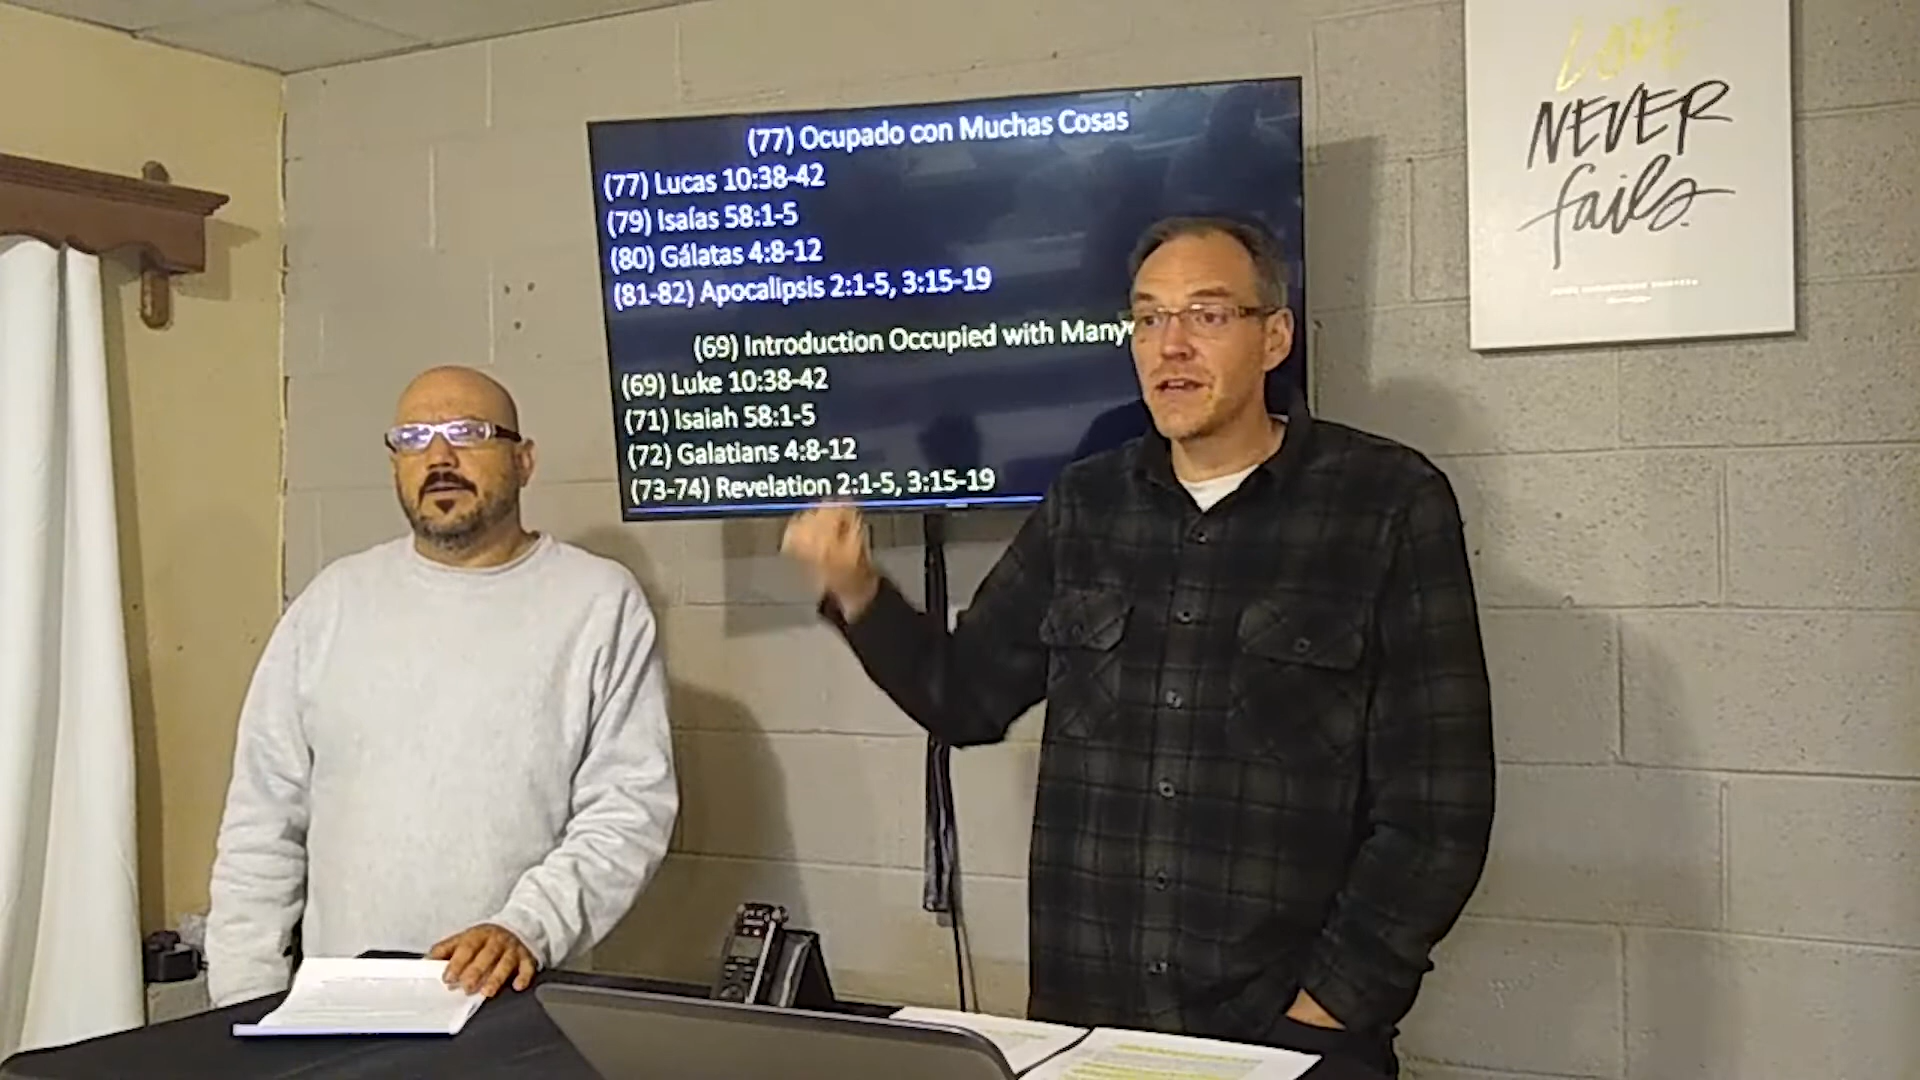 (77) Ocupado con Muchas Cosas
(77) Lucas 10:38-42
(79) Isaías 58:1-5
(80) Gálatas 4:8-12
(81-82) Apocalipsis 2:1-5, 3:15-19
(69) Introduction Occupied with Many
(69) Luke 10:38-42
(71) Isaiah 58:1-5
(72) Galatians 4:8-12
(73-74) Revelation 2:1-5, 3:15-19
LOVE
NEVER
fails.